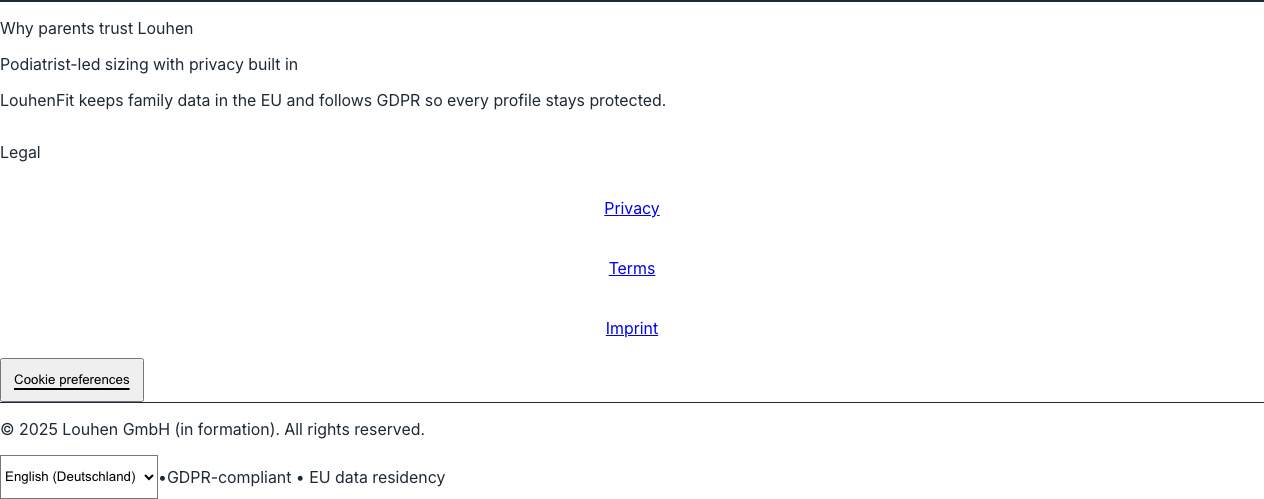 Why parents trust Louhen
Podiatrist-led sizing with privacy built in
LouhenFit keeps family data in the EU and follows GDPR so every profile stays protected.
Legal
Privacy
Terms
Imprint
Cookie preferences
© 2025 Louhen GmbH (in formation). All rights reserved.
English (Deutschland) •GDPR-compliant • EU data residency